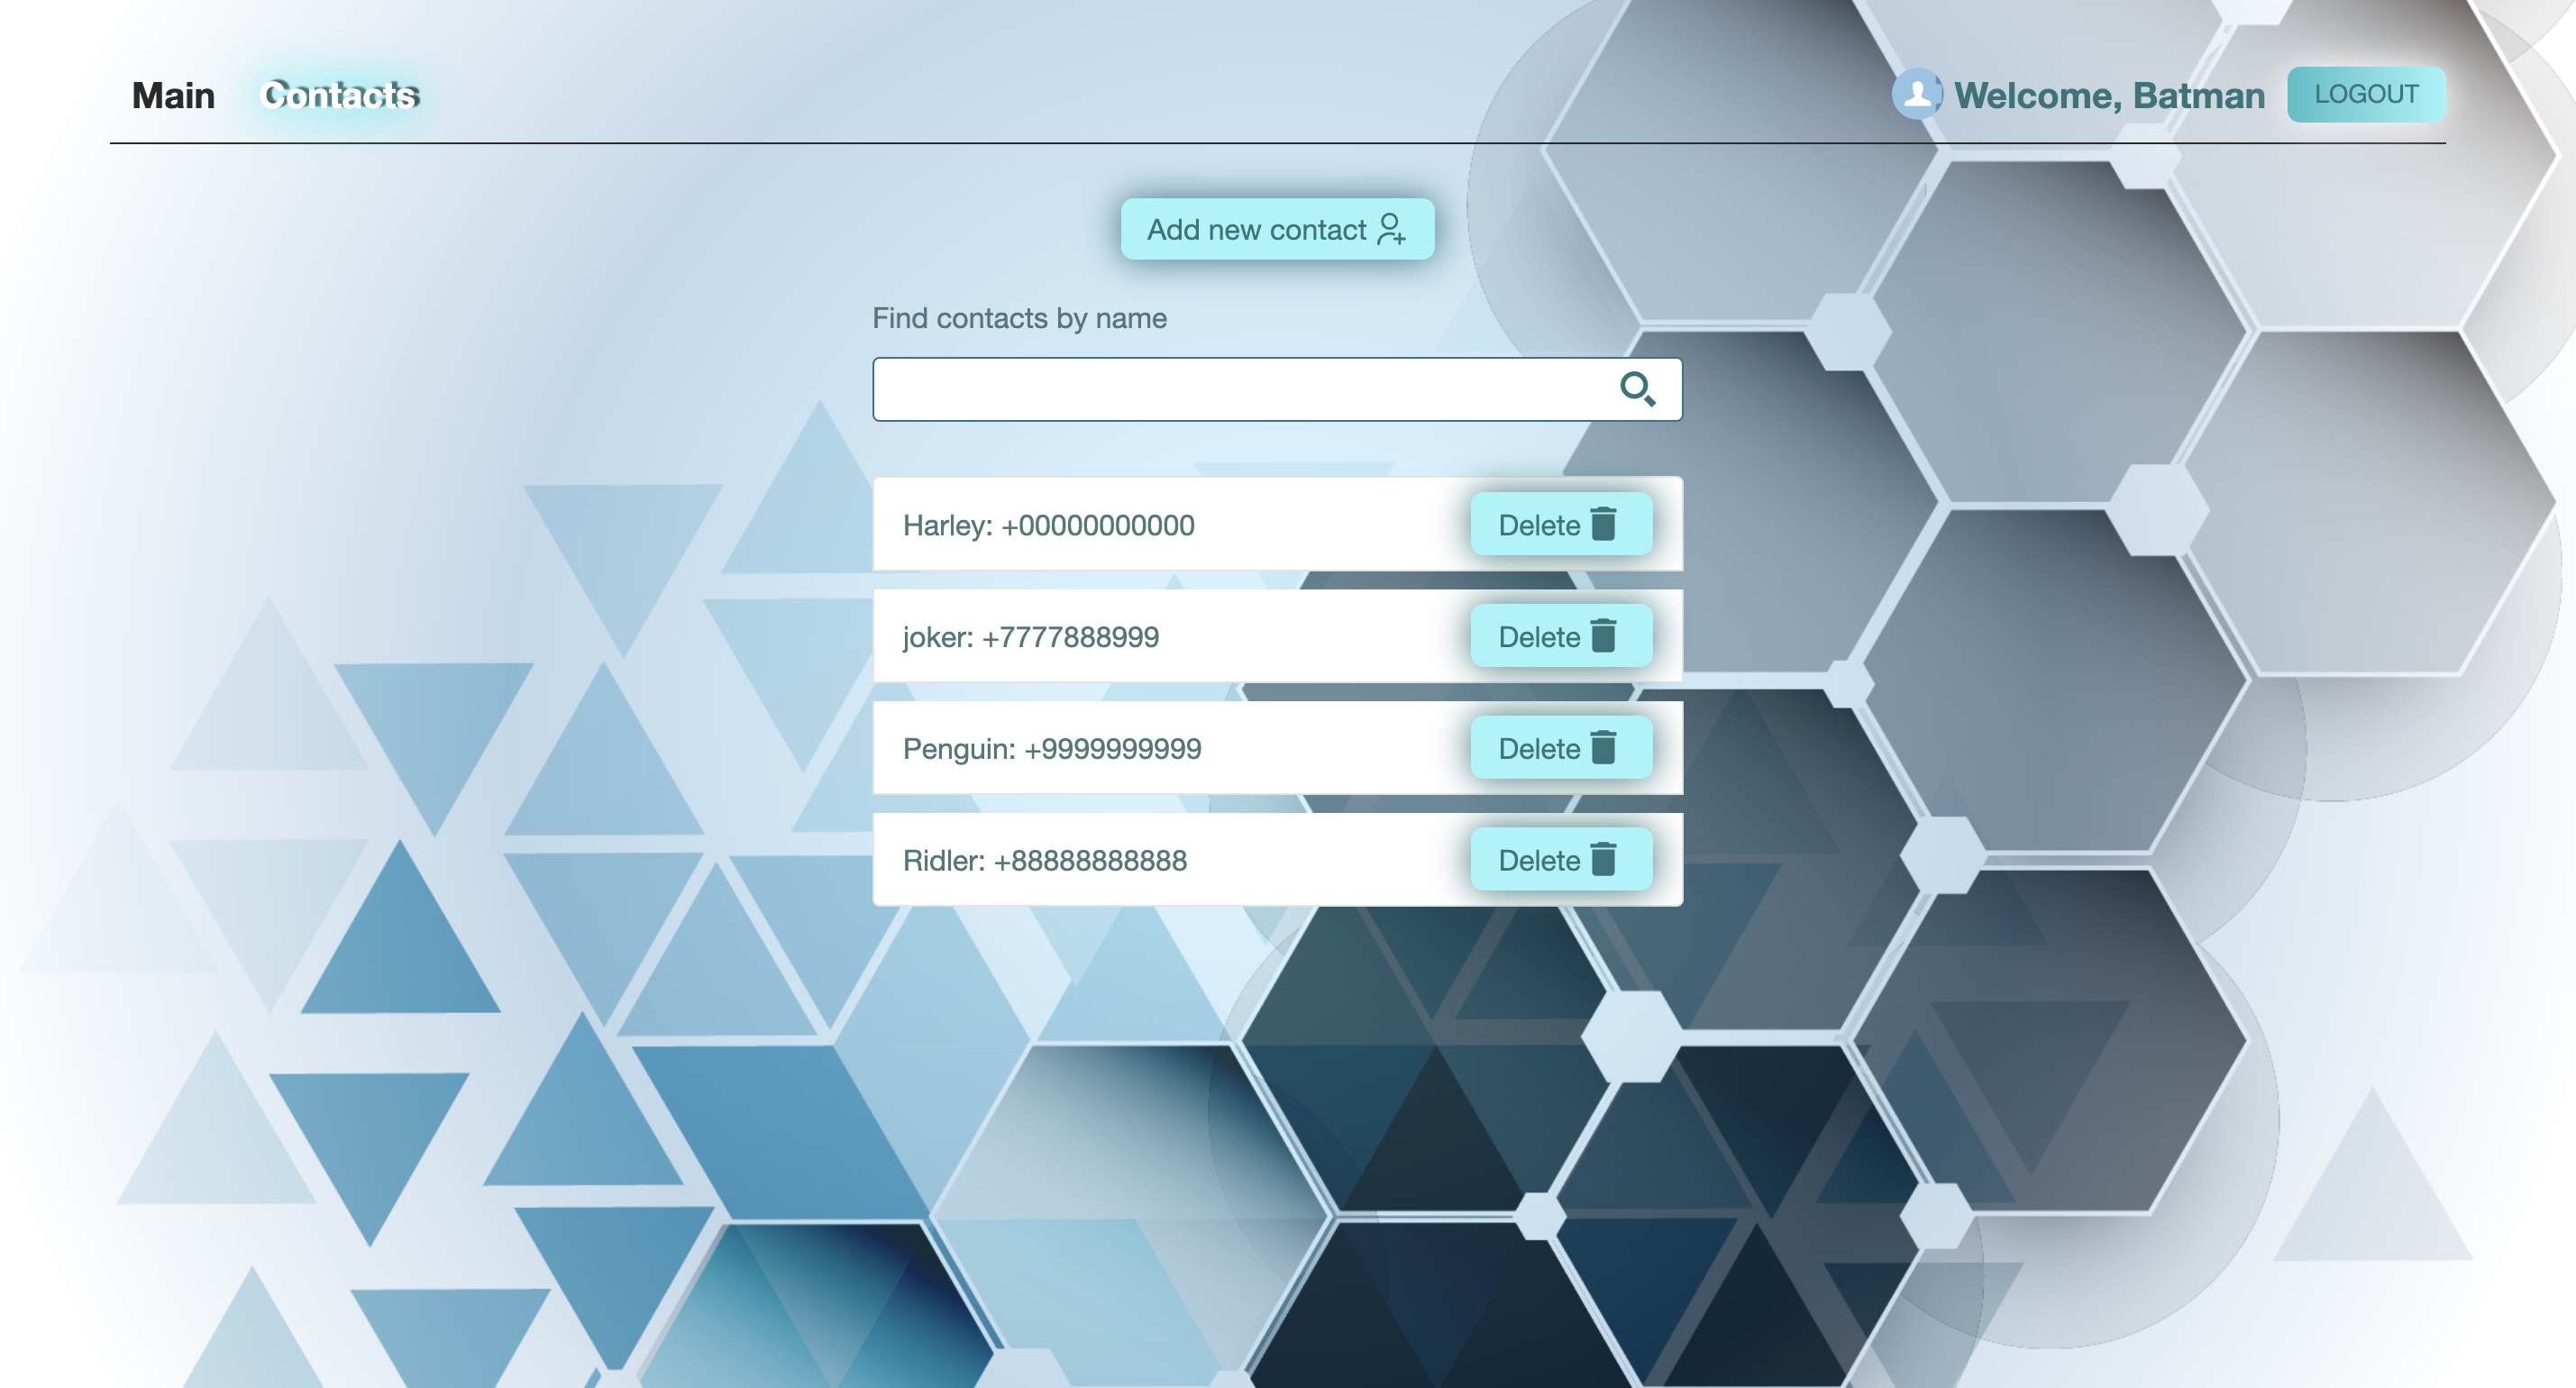 Main Contacts Welcome, Batman LOGOUT
Add new contact
Find contacts by name
Harley: +00000000000 Delete
joker: +7777888999 Delete
Penguin: +9999999999 Delete
Ridler: +88888888888 Delete